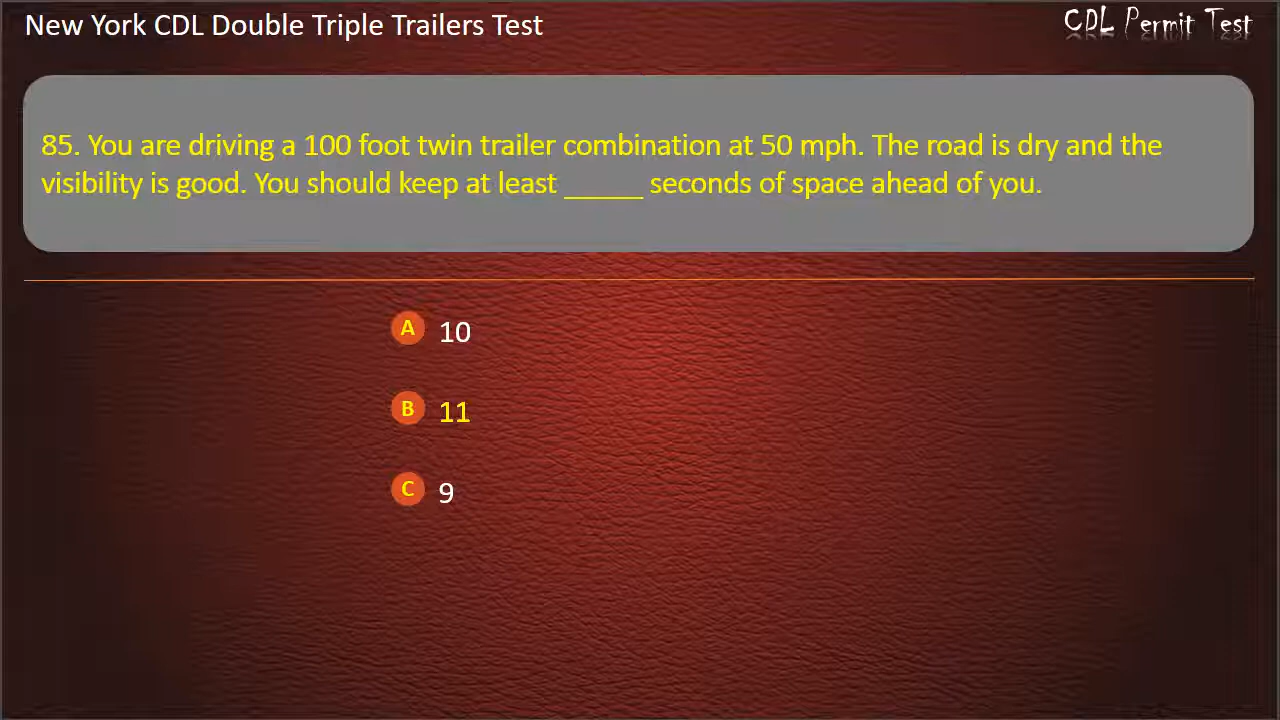 New York CDL Double Triple Trailers Test
CDL Permit Test
85. You are driving a 100 foot twin trailer combination at 50 mph. The road is dry and the
visibility is good. You should keep at least _____ seconds of space ahead of you.
A 10
B 11
C 9